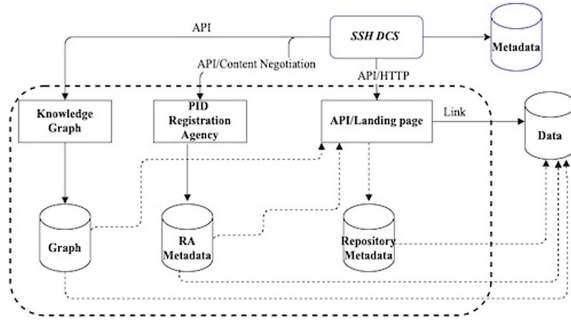 API
SSH DCS
Metadata
API/Content Negotiation
API/HTTP
Knowledge
Graph
PID
Registration
Agency
API/Landing page
Link
Data
Graph
RA
Metadata
Repository
Metadata